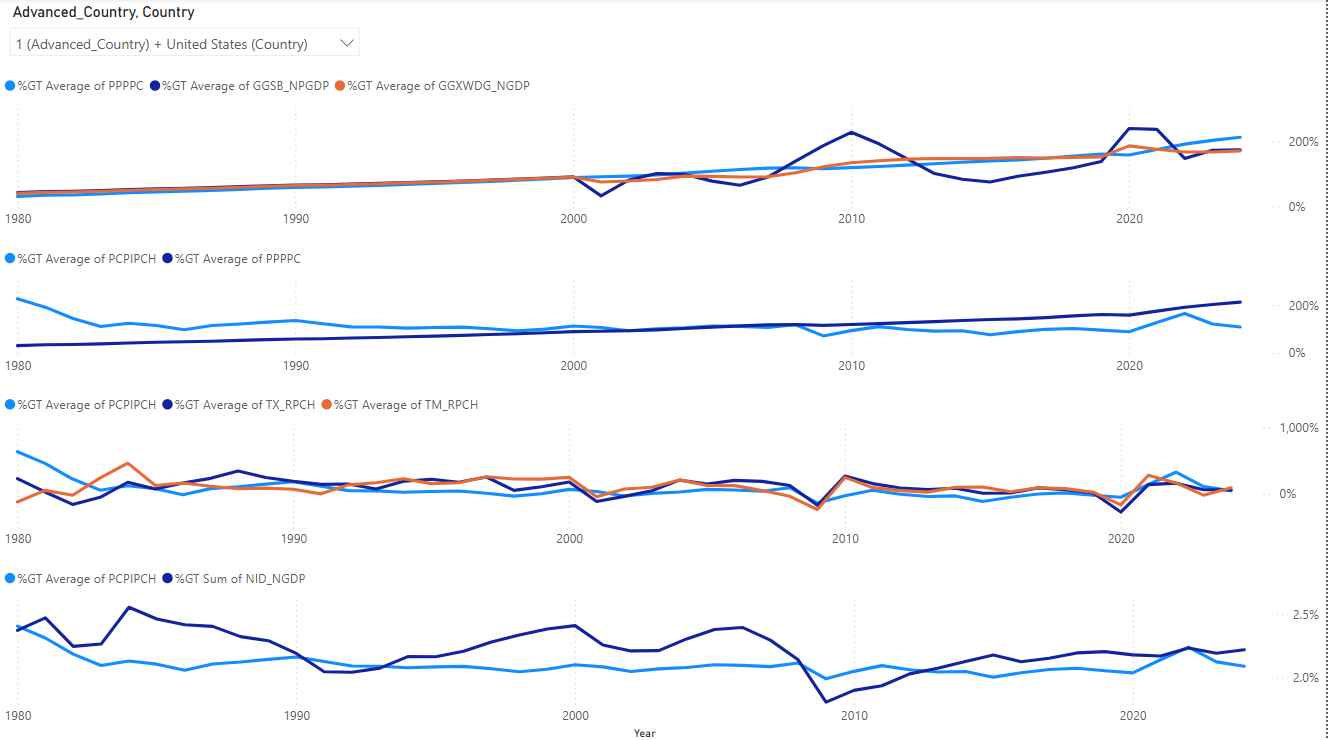 Advanced_Country, Country
1 (Advanced_Country) + United States (Country)
%GT Average of PPPPC %GT Average of GGSB_NPGDP %GT Average of GGXWDG_NGDP
200%
0%
1980 1990 2000 2010 2020
%GT Average of PCPIPCH %GT Average of PPPPC
200%
0%
1980 1990 2000 2010 2020
%GT Average of PCPIPCH %GT Average of TX_RPCH %GT Average of TM_RPCH
1,000%
0%
1980 1990 2000 2010 2020
%GT Average of PCPIPCH %GT Sum of NID_NGDP
2.5%
2.0%
1980 1990 2000 2010 2020
Year